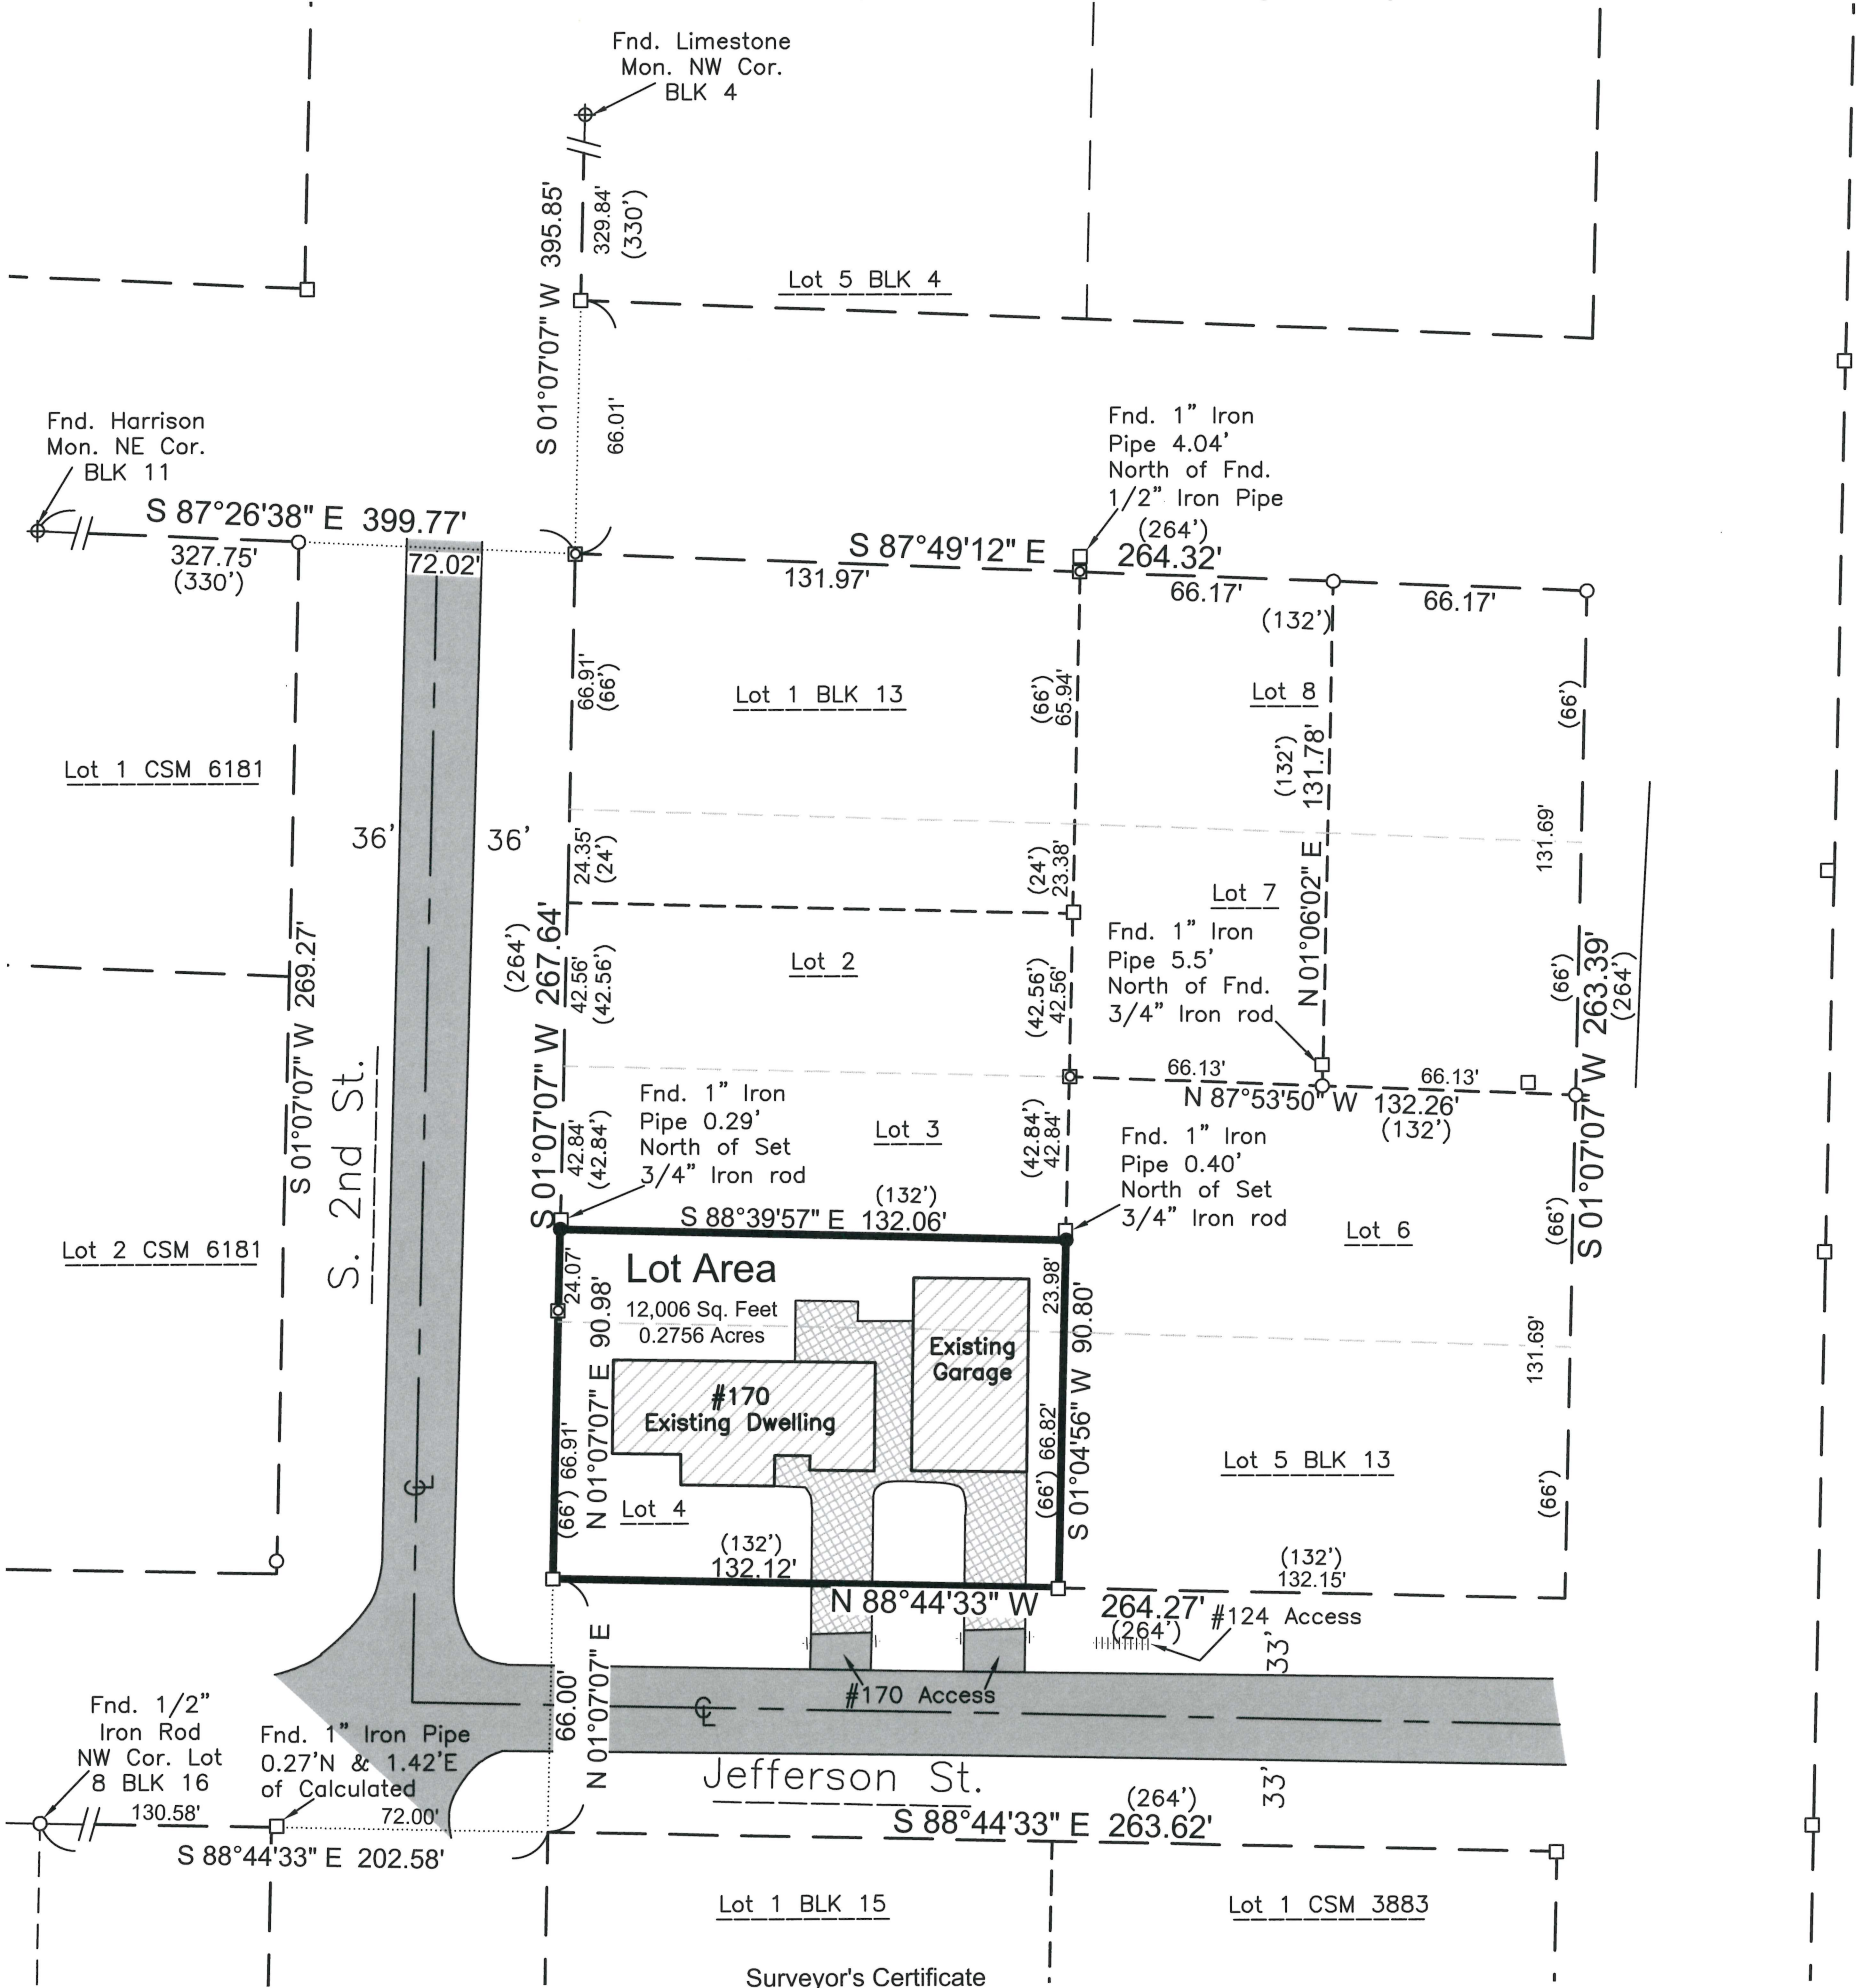 Fnd. Limestone
Mon. NW Cor.
BLK 4
S 01°07'07" W 395.85'
329.84'
(330')
Lot 5 BLK 4
66.01'
Fnd. Harrison
Mon. NE Cor.
BLK 11
S 87°26'38" E 399.77'
327.75'
(330')
72.02'
Fnd. 1" Iron
Pipe 4.04'
North of Fnd.
1/2" Iron Pipe
(264')
S 87°49'12" E 264.32'
131.97'
66.17'
66.17'
(132')
66.91'
(66')
Lot 1 BLK 13
(66')
65.94'
Lot 8
(66')
Lot 1 CSM 6181
(132')
131.78'
N 01°06'02" E
36'
36'
24.35'
(24')
(24')
23.38'
131.69'
Lot 7
Fnd. 1" Iron
Pipe 5.5'
North of Fnd.
3/4" Iron rod
S 01°07'07" W 269.27'
(264')
S 01°07'07" W 267.64'
42.56'
(42.56')
Lot 2
(42.56')
42.56'
(66')
S 01°07'07" W 263.39'
(264')
66.13'
66.13'
N 87°53'50" W 132.26'
(132')
S. 2nd St.
42.84'
(42.84')
Fnd. 1" Iron
Pipe 0.29'
North of Set
3/4" Iron rod
Lot 3
(42.84')
42.84'
Fnd. 1" Iron
Pipe 0.40'
North of Set
3/4" Iron rod
(132')
S 88°39'57" E 132.06'
Lot 6
(66')
Lot 2 CSM 6181
24.07'
N 01°07'07" E 90.98'
Lot Area
12,006 Sq. Feet
0.2756 Acres
23.98'
S 01°04'56" W 90.80'
Existing
Garage
131.69'
#170
Existing Dwelling
(66') 66.91'
(66') 66.82'
Lot 5 BLK 13
(66')
CL
Lot 4
(132')
132.12'
(132')
132.15'
N 88°44'33" W 264.27'
(264')
#124 Access
33'
66.00'
N 01°07'07" E
#170 Access
CL
Fnd. 1/2"
Iron Rod
NW Cor. Lot
8 BLK 16
Fnd. 1" Iron Pipe
0.27'N & 1.42'E
of Calculated
Jefferson St.
33'
130.58'
72.00'
(264')
S 88°44'33" E 263.62'
S 88°44'33" E 202.58'
Lot 1 BLK 15
Lot 1 CSM 3883
Surveyor's Certificate